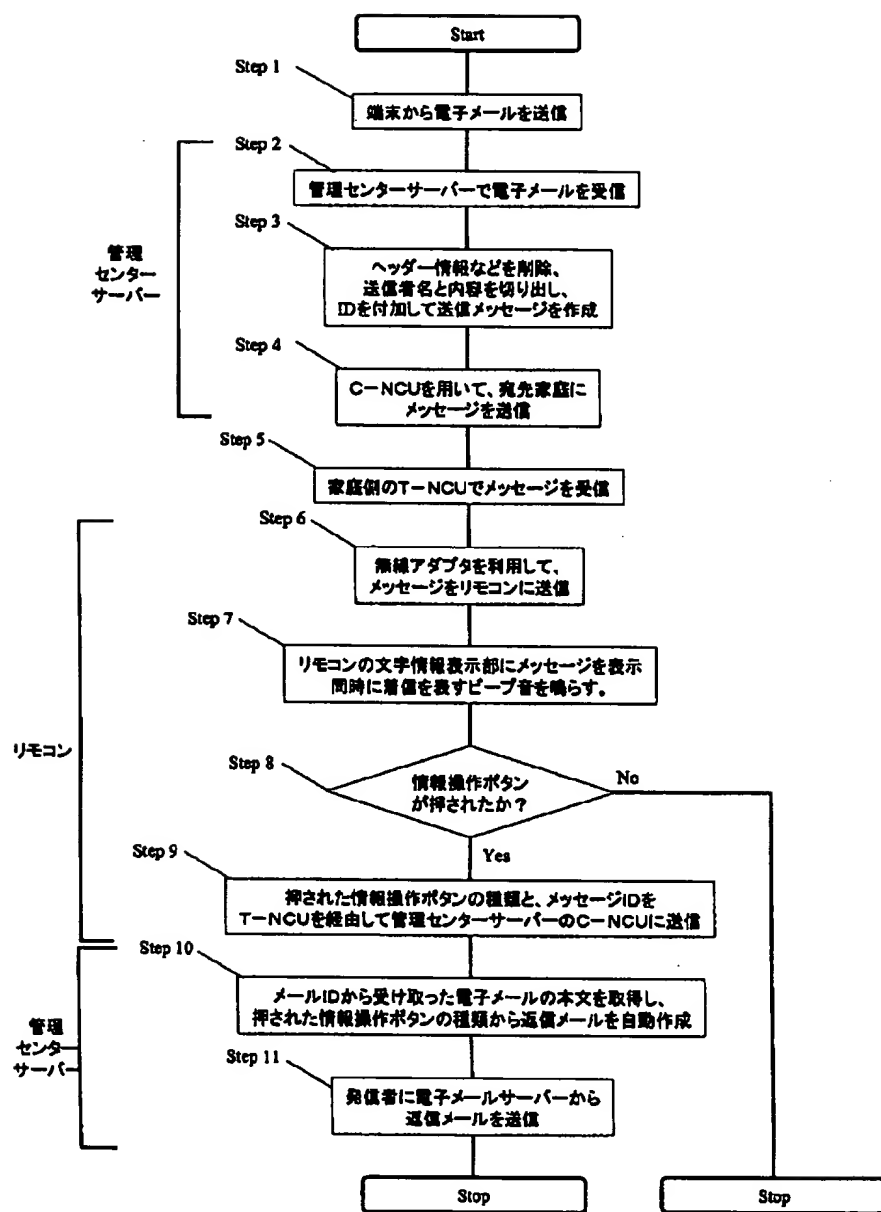 Start
Step 1
端末から電子メールを送信
Step 2
管理センターサーバーで電子メールを受信
Step 3
ヘッダー情報などを削除、
送信者名と内容を切り出し、
IDを付加して送信メッセージを作成
管理
センター
サーバー
Step 4
C－NCUを用いて、宛先家庭に
メッセージを送信
Step 5
家庭側のT－NCUでメッセージを受信
Step 6
無線アダプタを利用して、
メッセージをリモコンに送信
Step 7
リモコンの文字情報表示部にメッセージを表示
同時に着信を表すビープ音を鳴らす。
リモコン
Step 8
情報操作ボタン
が押されたか？
No
Yes
Step 9
押された情報操作ボタンの種類と、メッセージIDを
T－NCUを経由して管理センターサーバーのC－NCUに送信
Step 10
メールIDから受け取った電子メールの本文を取得し、
押された情報操作ボタンの種類から返信メールを自動作成
管理
センター
サーバー
Step 11
発信者に電子メールサーバーから
返信メールを送信
Stop
Stop